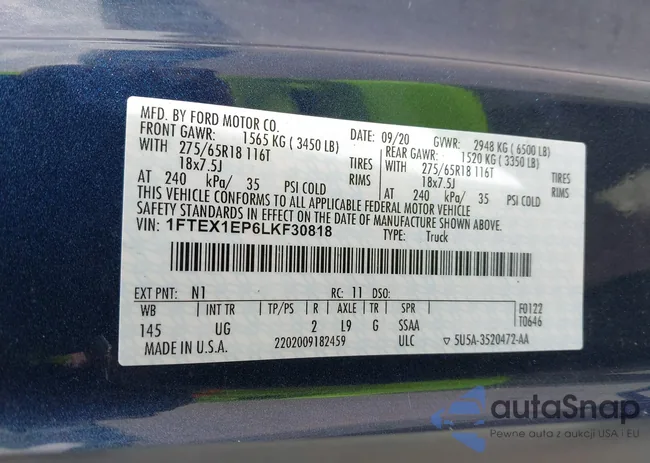 MFD. BY FORD MOTOR CO. 09/20 GVWR: 2948 KG (6500 LB)
FRONT GAWR: 1565 KG (3450 LB) REAR GAWR: 1520 KG (3350 LB)
WITH 275/65R18 116T TIRES WITH 275/65R18 116T TIRES
18x7.5J RIMS 18x7.5J RIMS
AT 240 kPa/ 35 PSI COLD AT 240 kPa/ 35 PSI COLD
THIS VEHICLE CONFORMS TO ALL APPLICABLE FEDERAL MOTOR VEHICLE
SAFETY STANDARDS IN EFFECT ON THE DATE OF MANUFACTURE SHOWN ABOVE.
VIN: 1FTEX1EP6LKF30818 TYPE: Truck
EXT PNT: N1 RC: 11 DSO: F0122
WB INT TR TP/PS R AXLE TR SPR T0646
145 UG 2 L9 G SSAA
MADE IN U.S.A. 2202009182459 ULC ▽ 5U5A-3520472-AA
autaSnap
Pewne auto z aukcji USA i EU